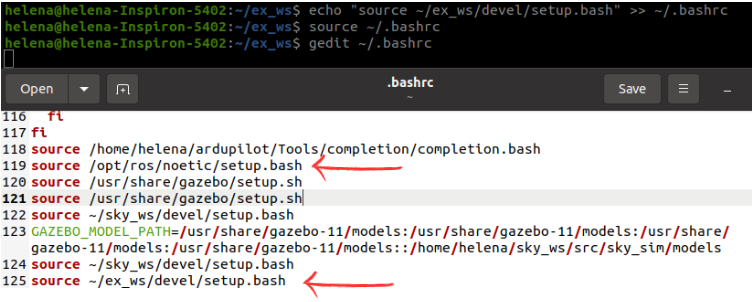 helena@helena-Inspiron-5402:~/ex_ws$ echo "source ~/ex_ws/devel/setup.bash" >> ~/.bashrc
helena@helena-Inspiron-5402:~/ex_ws$ source ~/.bashrc
helena@helena-Inspiron-5402:~/ex_ws$ gedit ~/.bashrc
Open .bashrc Save
~
116 fi
117 fi
118 source /home/helena/ardupilot/Tools/completion/completion.bash
119 source /opt/ros/noetic/setup.bash
120 source /usr/share/gazebo/setup.sh
121 source /usr/share/gazebo/setup.sh
122 source ~/sky_ws/devel/setup.bash
123 GAZEBO_MODEL_PATH=/usr/share/gazebo-11/models:/usr/share/gazebo-11/models:/usr/share/
gazebo-11/models:/usr/share/gazebo-11/models::/home/helena/sky_ws/src/sky_sim/models
124 source ~/sky_ws/devel/setup.bash
125 source ~/ex_ws/devel/setup.bash